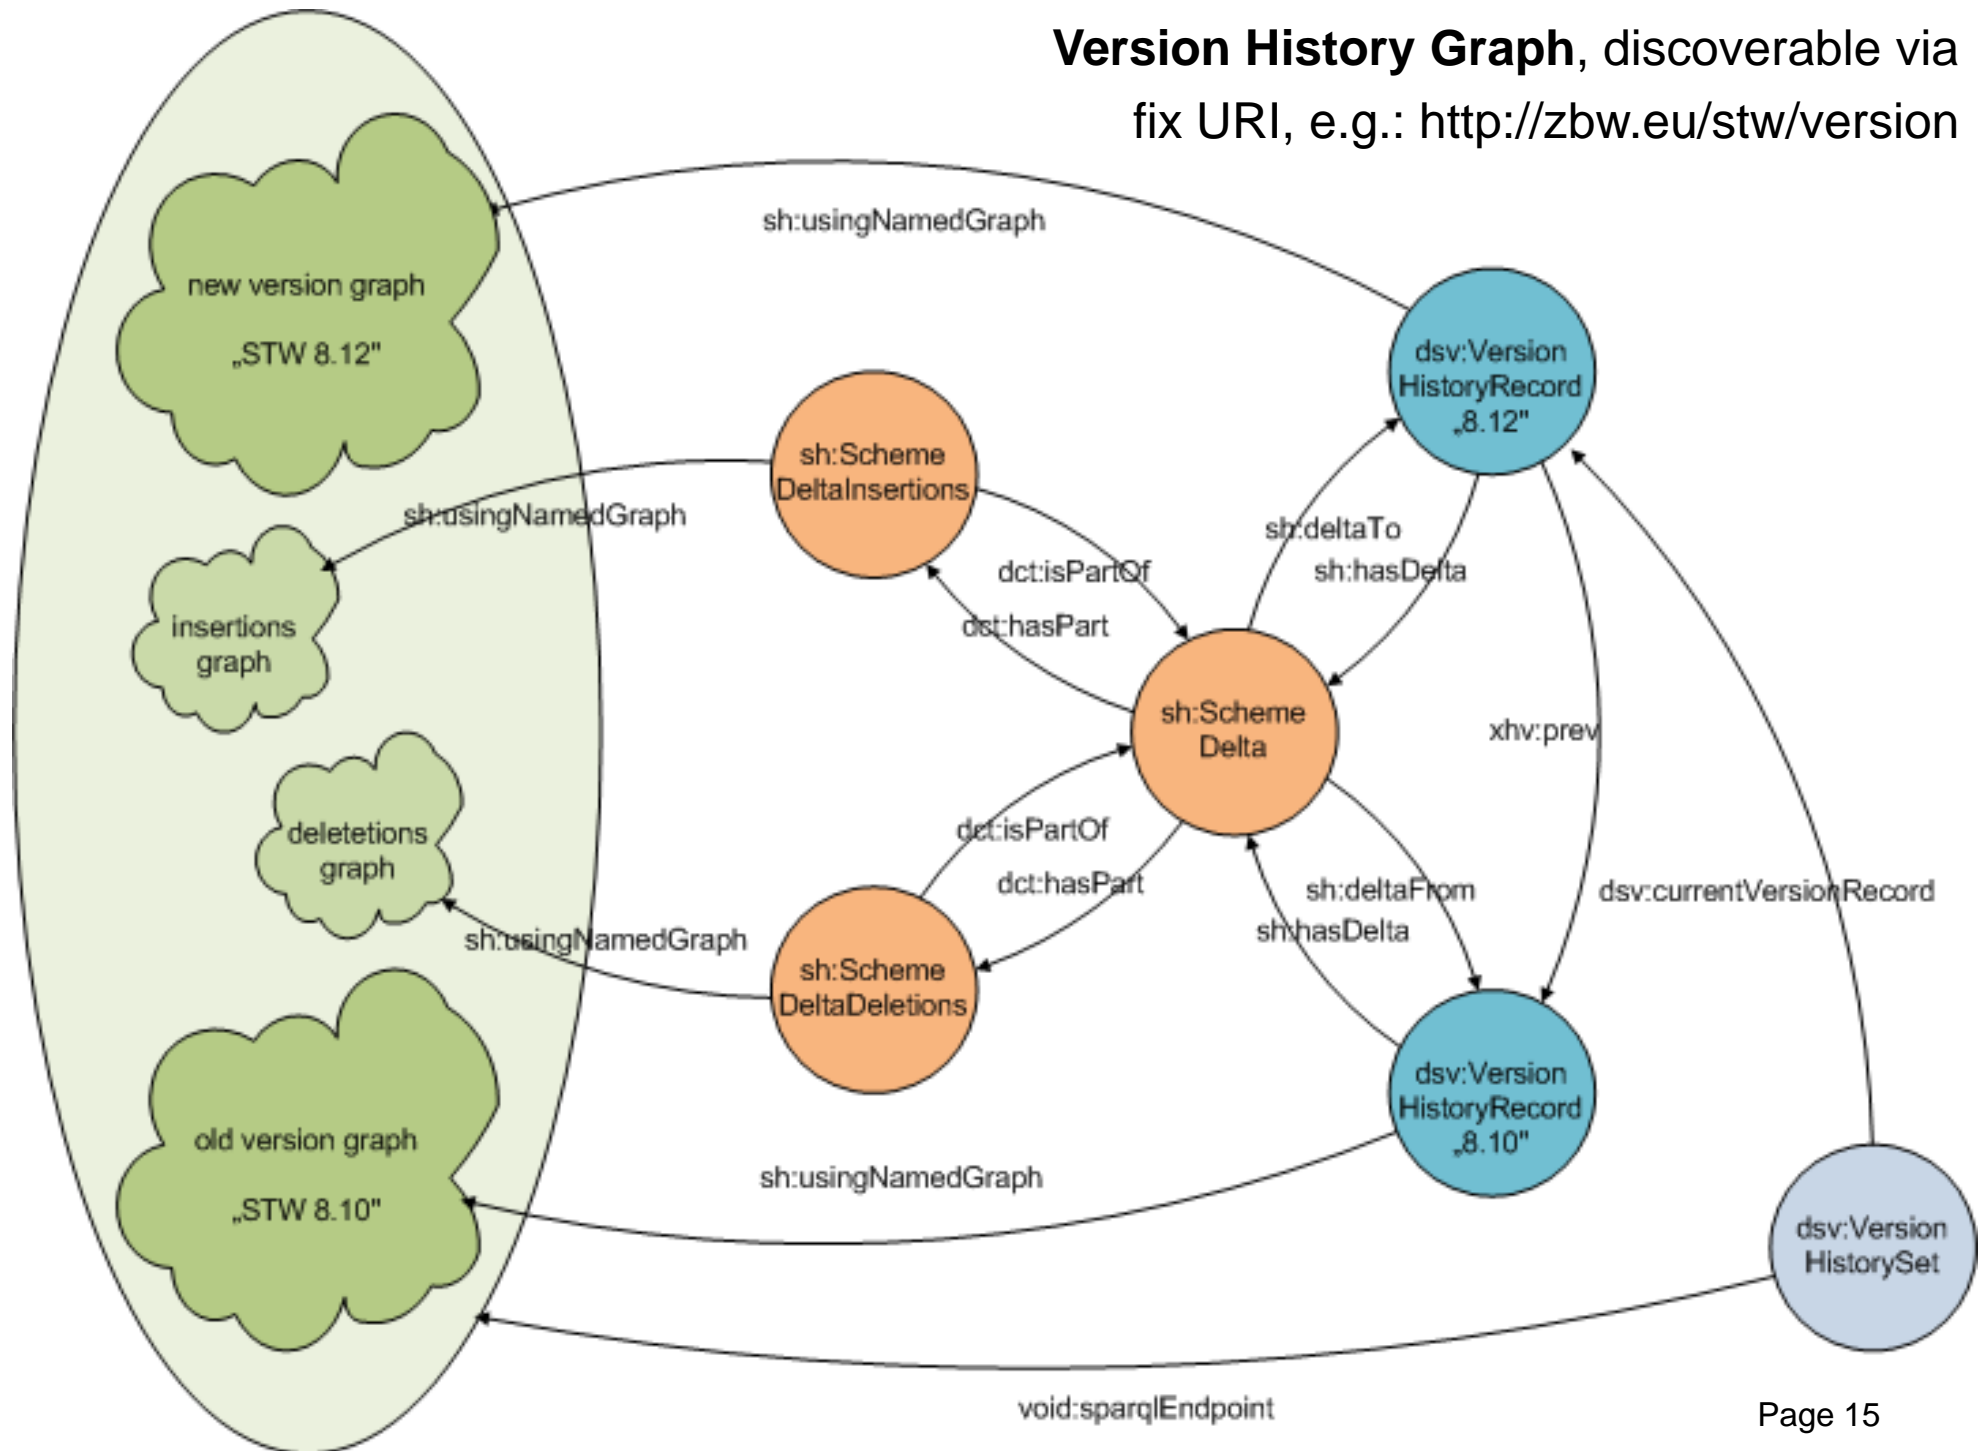 Version History Graph, discoverable via
fix URI, e.g.: http://zbw.eu/stw/version
sh:usingNamedGraph
new version graph
„STW 8.12"
dsv:Version
HistoryRecord
„8.12"
sh:Scheme
DeltaInsertions
sh:usingNamedGraph
sh:deltaTo
sh:hasDelta
dct:isPartOf
dct:hasPart
insertions
graph
sh:Scheme
Delta
xhv:prev
deletetions
graph
dct:isPartOf
dct:hasPart
sh:deltaFrom
sh:hasDelta
dsv:currentVersionRecord
sh:usingNamedGraph
sh:Scheme
DeltaDeletions
dsv:Version
HistoryRecord
„8.10"
old version graph
„STW 8.10"
sh:usingNamedGraph
dsv:Version
HistorySet
void:sparqlEndpoint
Page 15